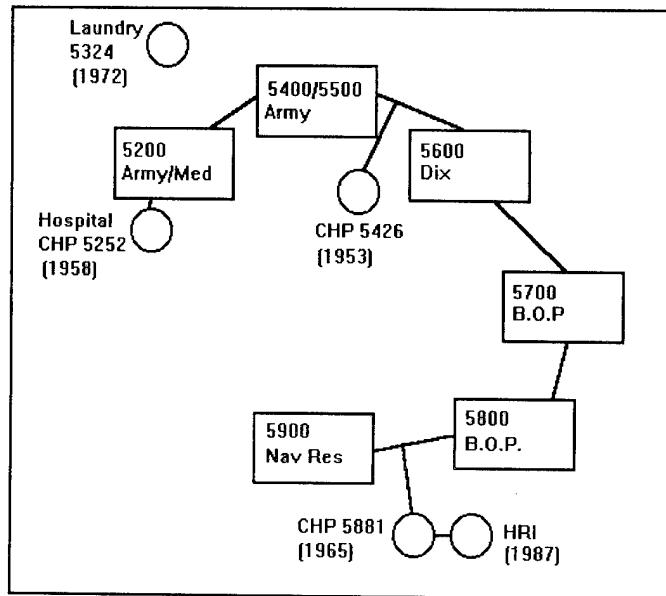 Laundry
5324
(1972)
5400/5500
Army
5200
Army/Med
5600
Dix
Hospital
CHP 5252
(1958)
CHP 5426
(1953)
5700
B.O.P
5900
Nav Res
5800
B.O.P.
CHP 5881
(1965)
HRI
(1987)